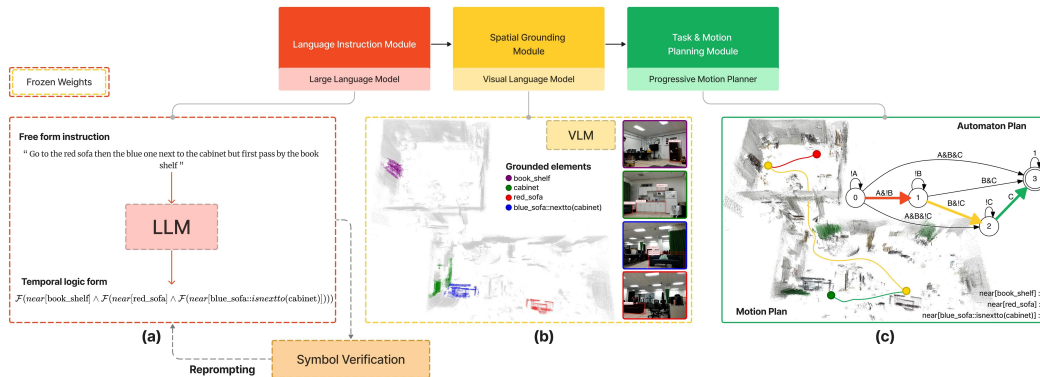 Language Instruction Module
Large Language Model
Spatial Grounding
Module
Visual Language Model
Task & Motion
Planning Module
Progressive Motion Planner
Frozen Weights
Free form instruction
“ Go to the red sofa then the blue one next to the cabinet but first pass by the book
shelf ”
LLM
Temporal logic form
F(near[book_shelf] ∧ F(near[red_sofa] ∧ F(near[blue_sofa::isnextto(cabinet)])))
(a)
Reprompting
Symbol Verification
VLM
Grounded elements
book_shelf
cabinet
red_sofa
blue_sofa::nextto(cabinet)
(b)
Automaton Plan
A&B&C
1
!A
!B
B&C
3
0
A&!B
1
!C
C
B&!C
2
A&B&!C
near[book_shelf] :
near[red_sofa] :
near[blue_sofa::isnextto(cabinet)] :
Motion Plan
(c)